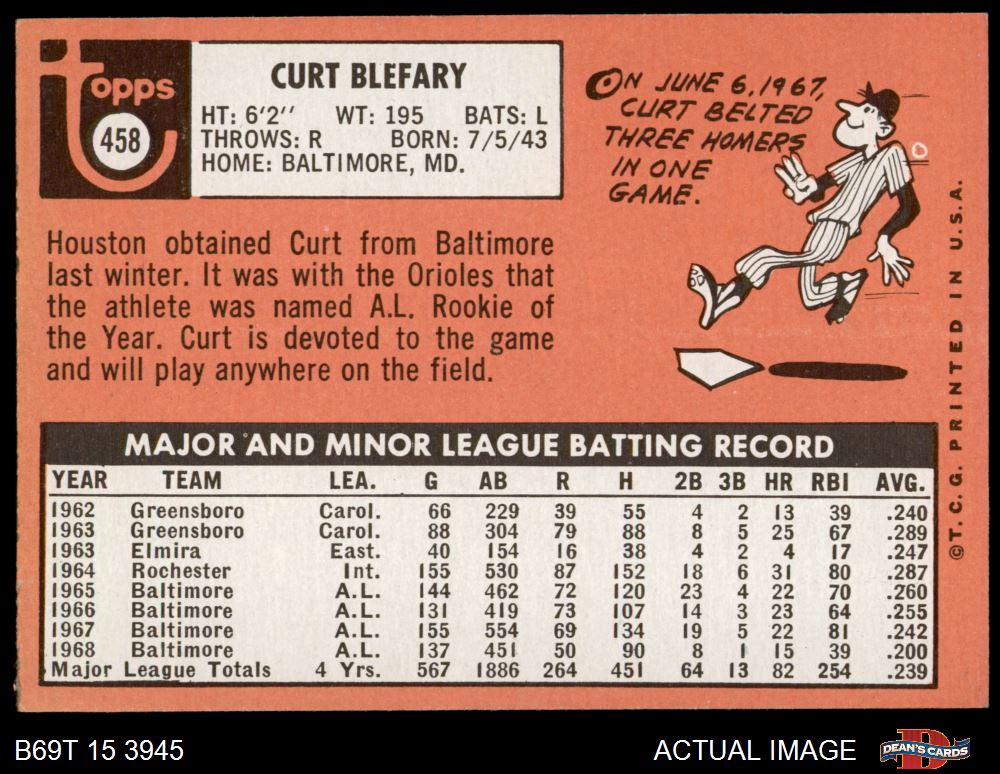 Topps
458
CURT BLEFARY
HT: 6'2" WT: 195 BATS: L
THROWS: R BORN: 7/5/43
HOME: BALTIMORE, MD.
ON JUNE 6, 1967,
CURT BELTED
THREE HOMERS
IN ONE
GAME.
Houston obtained Curt from Baltimore
last winter. It was with the Orioles that
the athlete was named A.L. Rookie of
the Year. Curt is devoted to the game
and will play anywhere on the field.
MAJOR AND MINOR LEAGUE BATTING RECORD
YEAR TEAM LEA. G AB R H 2B 3B HR RBI AVG.
1962 Greensboro Carol. 66 229 39 55 4 2 13 39 .240
1963 Greensboro Carol. 88 304 79 88 8 5 25 67 .289
1963 Elmira East. 40 154 16 38 4 2 4 17 .247
1964 Rochester Int. 155 530 87 152 18 6 31 80 .287
1965 Baltimore A.L. 144 462 72 120 23 4 22 70 .260
1966 Baltimore A.L. 131 419 73 107 14 3 23 64 .255
1967 Baltimore A.L. 155 554 69 134 19 5 22 81 .242
1968 Baltimore A.L. 137 451 50 90 8 1 15 39 .200
Major League Totals 4 Yrs. 567 1886 264 451 64 13 82 254 .239
©T. C. G. PRINTED IN U.S.A.
B69T 15 3945
ACTUAL IMAGE
DEAN'S CARDS